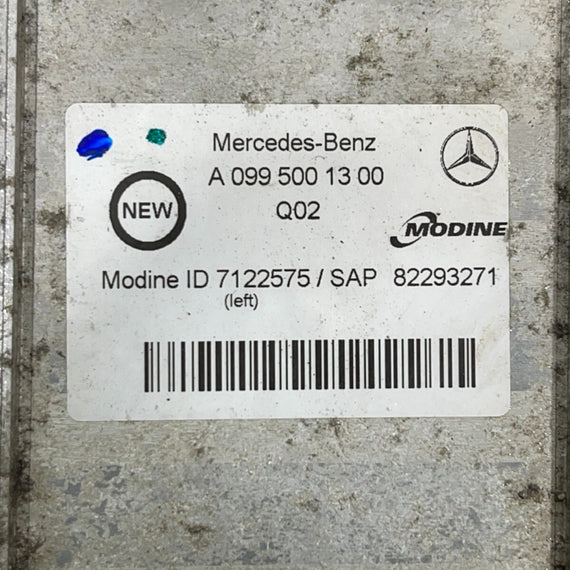 Mercedes-Benz
A 099 500 13 00
NEW
Q02
MODINE
Modine ID 7122575 / SAP 82293271
(left)